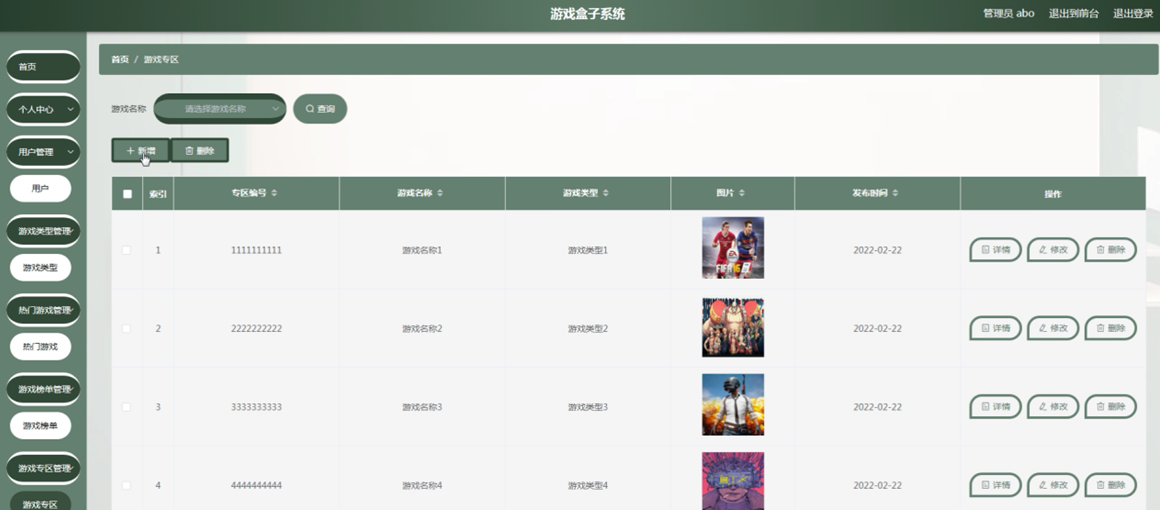 游戏盒子系统
管理员 abo 退出到前台 退出登录
首页
个人中心
用户管理
用户
游戏类型管理
游戏类型
热门游戏管理
热门游戏
游戏榜单管理
游戏榜单
游戏专区管理
游戏专区
首页 / 游戏专区
游戏名称 请选择游戏名称 查询
新增 删除
索引 专区编号 游戏名称 游戏类型 图片 发布时间 操作
1 1111111111 游戏名称1 游戏类型1 2022-02-22 详情 修改 删除
FIFA 16
2 2222222222 游戏名称2 游戏类型2 2022-02-22 详情 修改 删除
3 3333333333 游戏名称3 游戏类型3 2022-02-22 详情 修改 删除
4 4444444444 游戏名称4 游戏类型4 2022-02-22 详情 修改 删除